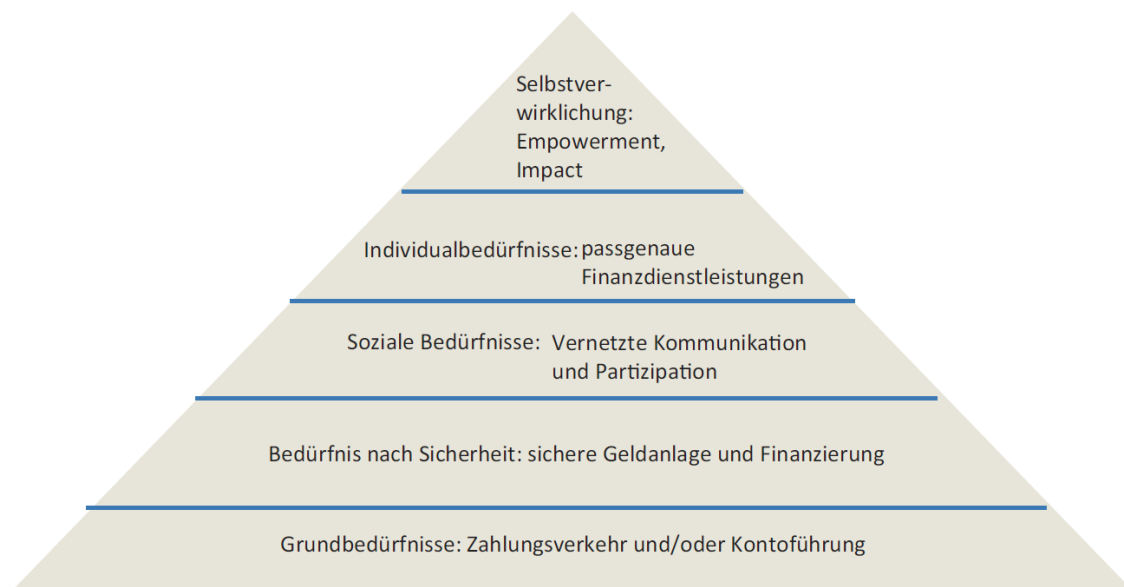 Selbstver-
wirklichung:
Empowerment,
Impact
Individualbedürfnisse: passgenaue
Finanzdienstleistungen
Soziale Bedürfnisse: Vernetzte Kommunikation
und Partizipation
Bedürfnis nach Sicherheit: sichere Geldanlage und Finanzierung
Grundbedürfnisse: Zahlungsverkehr und/oder Kontoführung